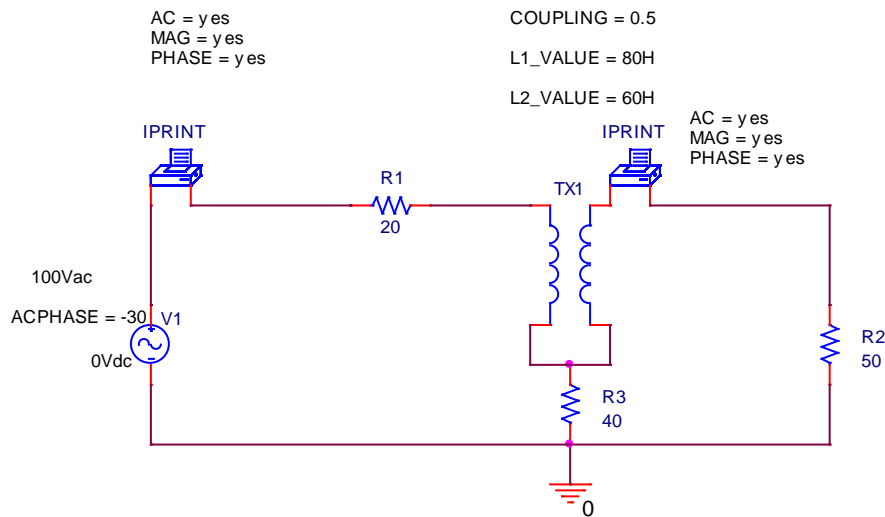 AC = yes
MAG = yes
PHASE = yes
COUPLING = 0.5
L1_VALUE = 80H
L2_VALUE = 60H
AC = yes
MAG = yes
PHASE = yes
IPRINT
IPRINT
R1
20
TX1
100Vac
ACPHASE = -30
V1
0Vdc
R2
50
R3
40
0